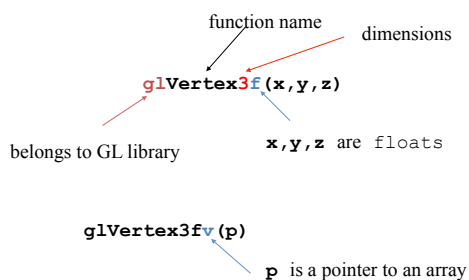 function name
dimensions
glVertex3f(x,y,z)
belongs to GL library
x,y,z are floats
glVertex3fv(p)
p is a pointer to an array